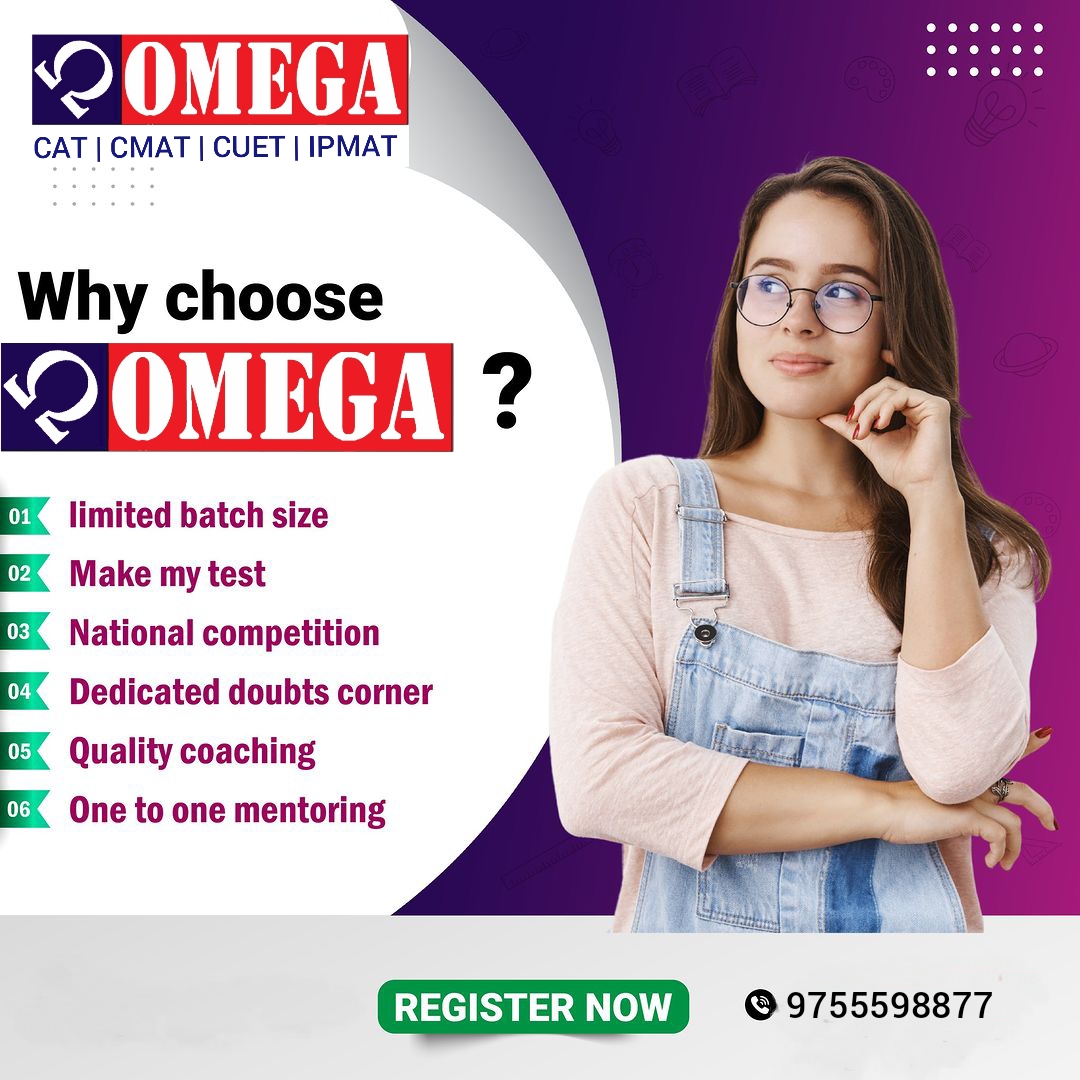 OMEGA
CAT | CMAT | CUET | IPMAT
Why choose
OMEGA ?
01 limited batch size
02 Make my test
03 National competition
04 Dedicated doubts corner
05 Quality coaching
06 One to one mentoring
REGISTER NOW 9755598877